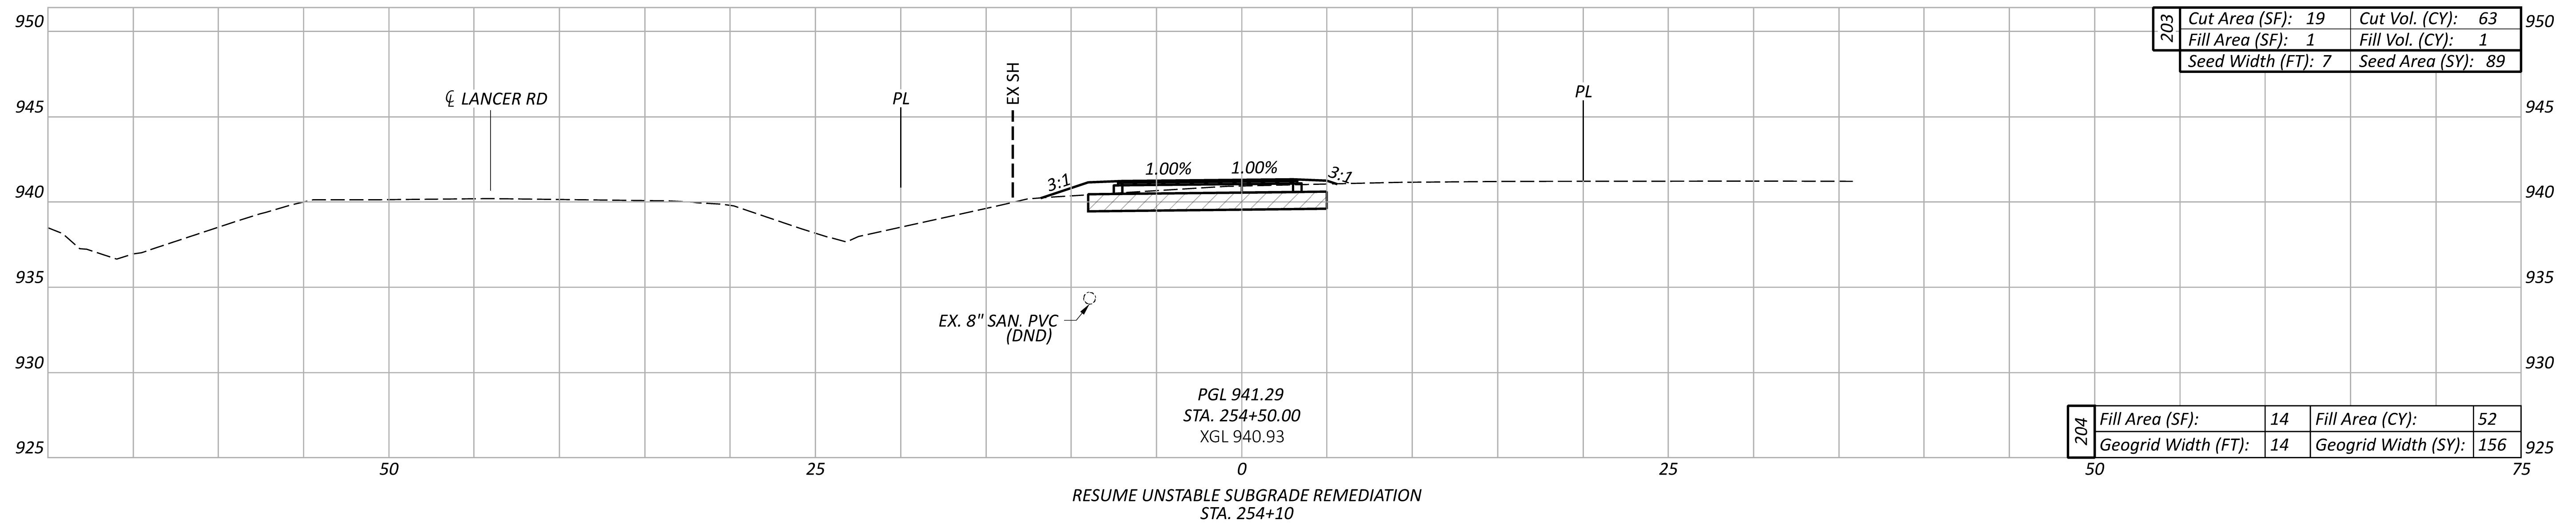 950
203 Cut Area (SF): 19 Cut Vol. (CY): 63
950
Fill Area (SF): 1 Fill Vol. (CY): 1
Seed Width (FT): 7 Seed Area (SY): 89
EX SH
℄ LANCER RD
PL
PL
945
945
3:1
1.00%
1.00%
3:1
940
940
935
935
EX. 8" SAN. PVC
(DND)
930
930
PGL 941.29
STA. 254+50.00
XGL 940.93
204 Fill Area (SF): 14 Fill Area (CY): 52
Geogrid Width (FT): 14 Geogrid Width (SY): 156
925
925
50 25 0 25 50 75
RESUME UNSTABLE SUBGRADE REMEDIATION
STA. 254+10